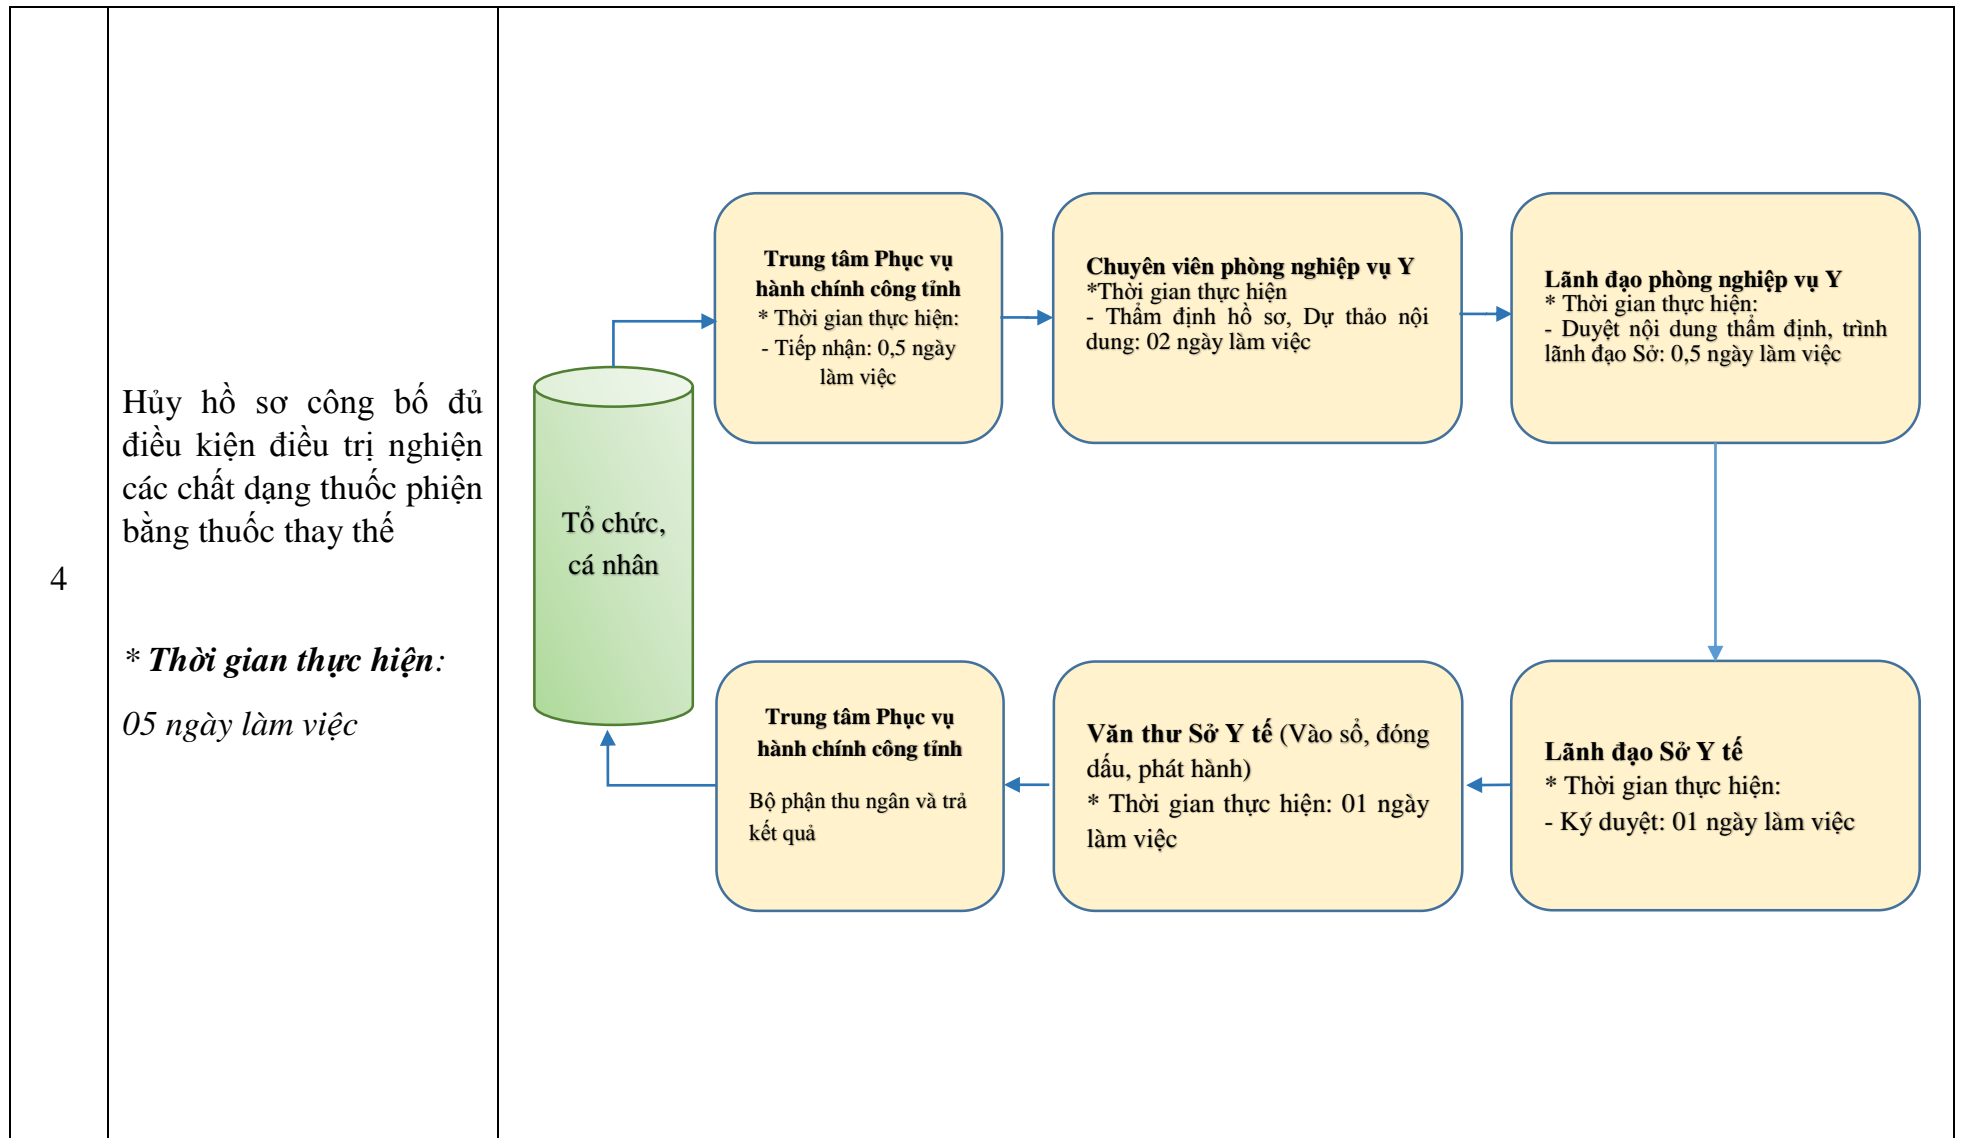 4
Hủy hồ sơ công bố đủ
điều kiện điều trị nghiện
các chất dạng thuốc phiện
bằng thuốc thay thế
* Thời gian thực hiện:
05 ngày làm việc
Tổ chức,
cá nhân
Trung tâm Phục vụ
hành chính công tỉnh
* Thời gian thực hiện:
- Tiếp nhận: 0,5 ngày
làm việc
Chuyên viên phòng nghiệp vụ Y
*Thời gian thực hiện
- Thẩm định hồ sơ, Dự thảo nội
dung: 02 ngày làm việc
Lãnh đạo phòng nghiệp vụ Y
* Thời gian thực hiện:
- Duyệt nội dung thẩm định, trình
lãnh đạo Sở: 0,5 ngày làm việc
Lãnh đạo Sở Y tế
* Thời gian thực hiện:
- Ký duyệt: 01 ngày làm việc
Văn thư Sở Y tế (Vào sổ, đóng
dấu, phát hành)
* Thời gian thực hiện: 01 ngày
làm việc
Trung tâm Phục vụ
hành chính công tỉnh
Bộ phận thu ngân và trả
kết quả